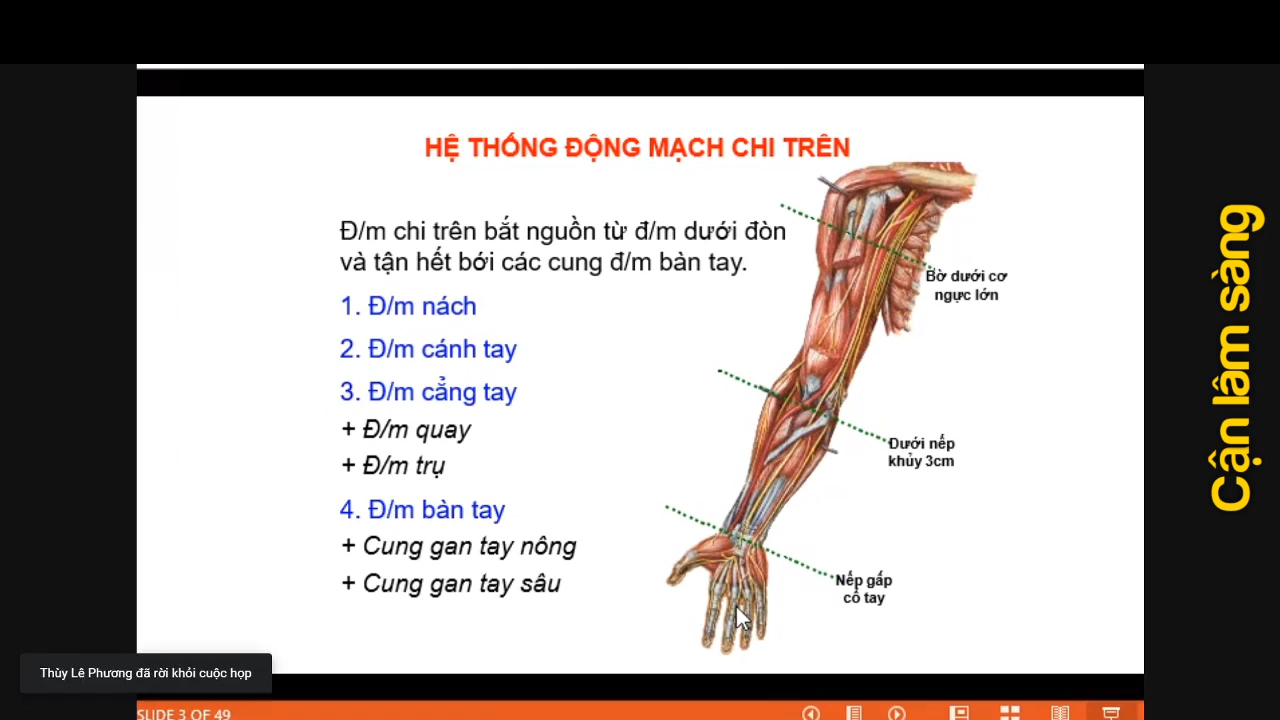 HỆ THỐNG ĐỘNG MẠCH CHI TRÊN
Đ/m chi trên bắt nguồn từ đ/m dưới đòn
và tận hết bới các cung đ/m bàn tay.
1. Đ/m nách
2. Đ/m cánh tay
3. Đ/m cẳng tay
+ Đ/m quay
+ Đ/m trụ
4. Đ/m bàn tay
+ Cung gan tay nông
+ Cung gan tay sâu
Bờ dưới cơ
ngực lớn
Dưới nếp
khủy 3cm
Nếp gấp
cổ tay
Cận lâm sàng
Thùy Lê Phương đã rời khỏi cuộc họp
SLIDE 3 OF 49